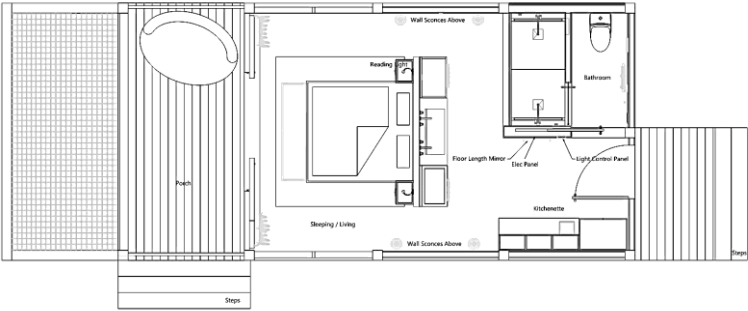 Wall Sconces Above
Reading Light
Bathroom
Floor Length Mirror
Elec Panel
Light Control Panel
Porch
Kitchenette
Sleeping / Living
Wall Sconces Above
Steps
Steps